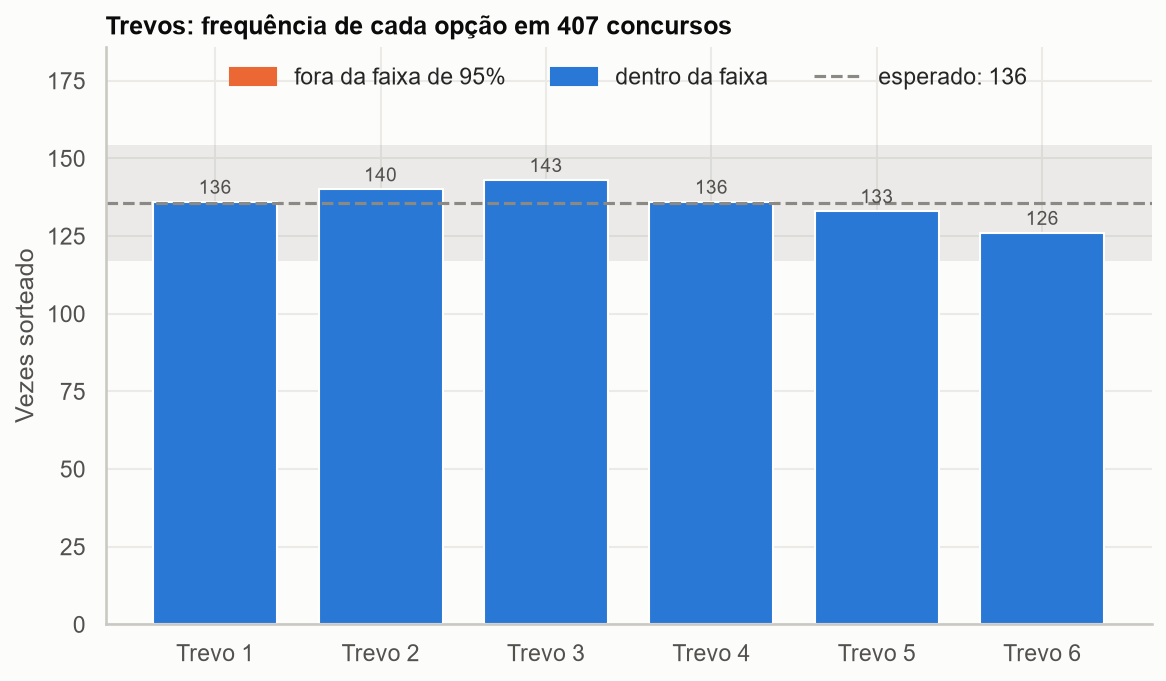 Trevos: frequência de cada opção em 407 concursos
fora da faixa de 95%
dentro da faixa
esperado: 136
Vezes sorteado
175
150
125
100
75
50
25
0
136
140
143
136
133
126
Trevo 1
Trevo 2
Trevo 3
Trevo 4
Trevo 5
Trevo 6